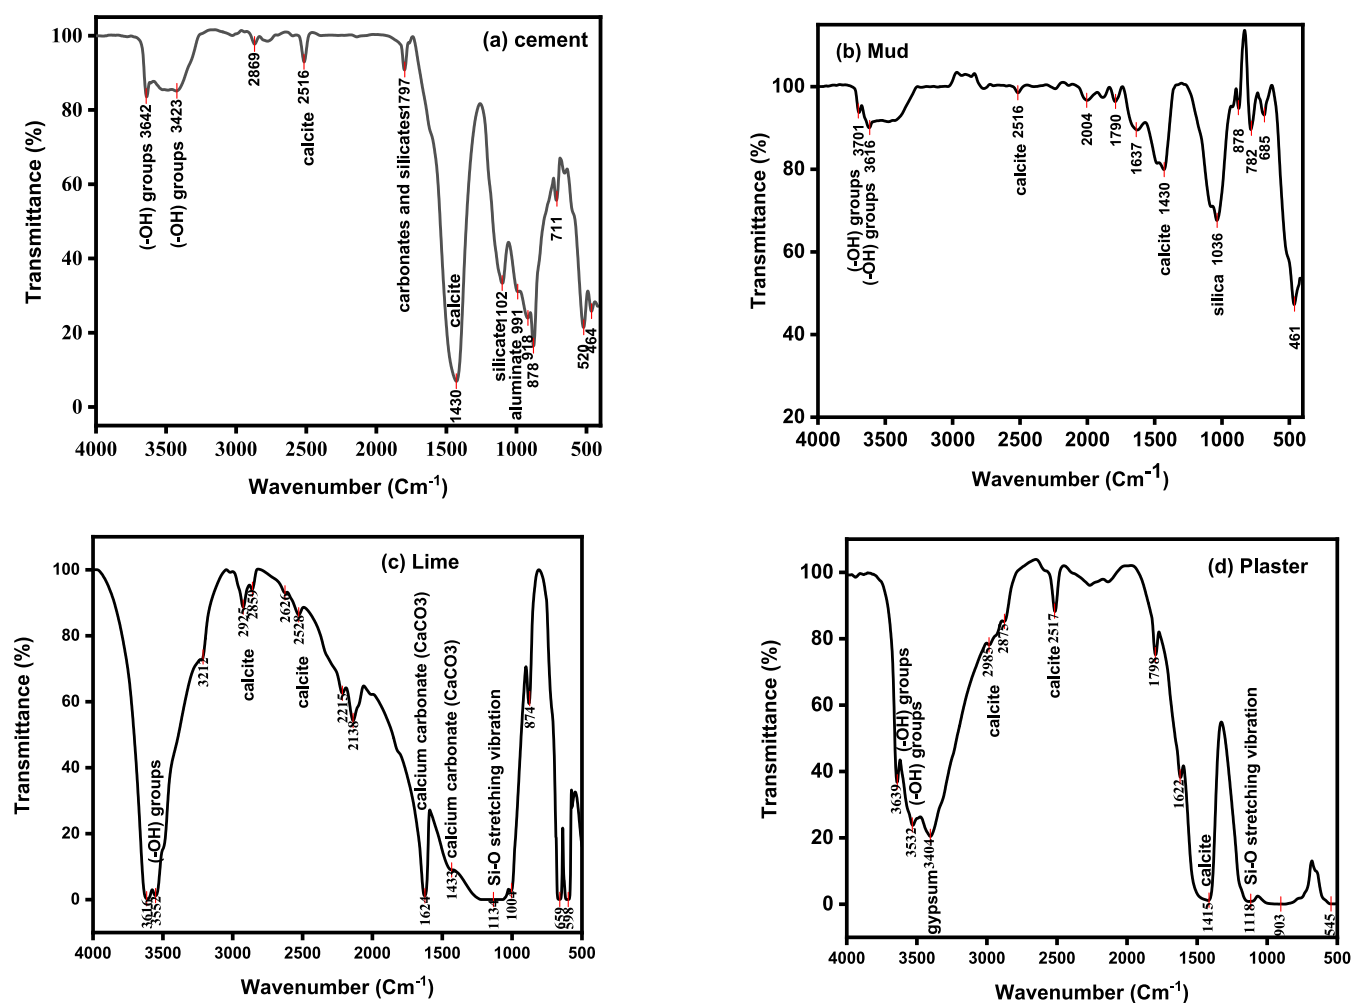 (a) cement
Transmittance (%)
100
80
60
40
20
0
(-OH) groups 3642
(-OH) groups 3423
2869
calcite 2516
carbonates and silicates1797
calcite
1430
silicate1102
aluminate 991
918
878
711
520
464
4000 3500 3000 2500 2000 1500 1000 500
Wavenumber (Cm-1)
(b) Mud
Transmittance (%)
100
80
60
40
20
(-OH) groups 3701
(-OH) groups 3616
calcite 2516
2004
1790
1637
calcite 1430
silica 1036
878
782
685
461
4000 3500 3000 2500 2000 1500 1000 500
Wavenumber (Cm-1)
(c) Lime
Transmittance (%)
100
80
60
40
20
0
3616
3552
(-OH) groups
3212
2925
calcite
2859
2626
2528
calcite
2215
2138
1624
calcium carbonate (CaCO3)
1433
calcium carbonate (CaCO3)
1134
Si-O stretching vibration
1004
874
659
598
4000 3500 3000 2500 2000 1500 1000 500
Wavenumber (Cm-1)
(d) Plaster
Transmittance (%)
100
80
60
40
20
0
3639
(-OH) groups
3532
(-OH) groups
gypsum 3404
calcite 2985
2875
calcite 2517
1798
1622
1415
calcite
1118
Si-O stretching vibration
903
545
4000 3500 3000 2500 2000 1500 1000 500
Wavenumber (Cm-1)